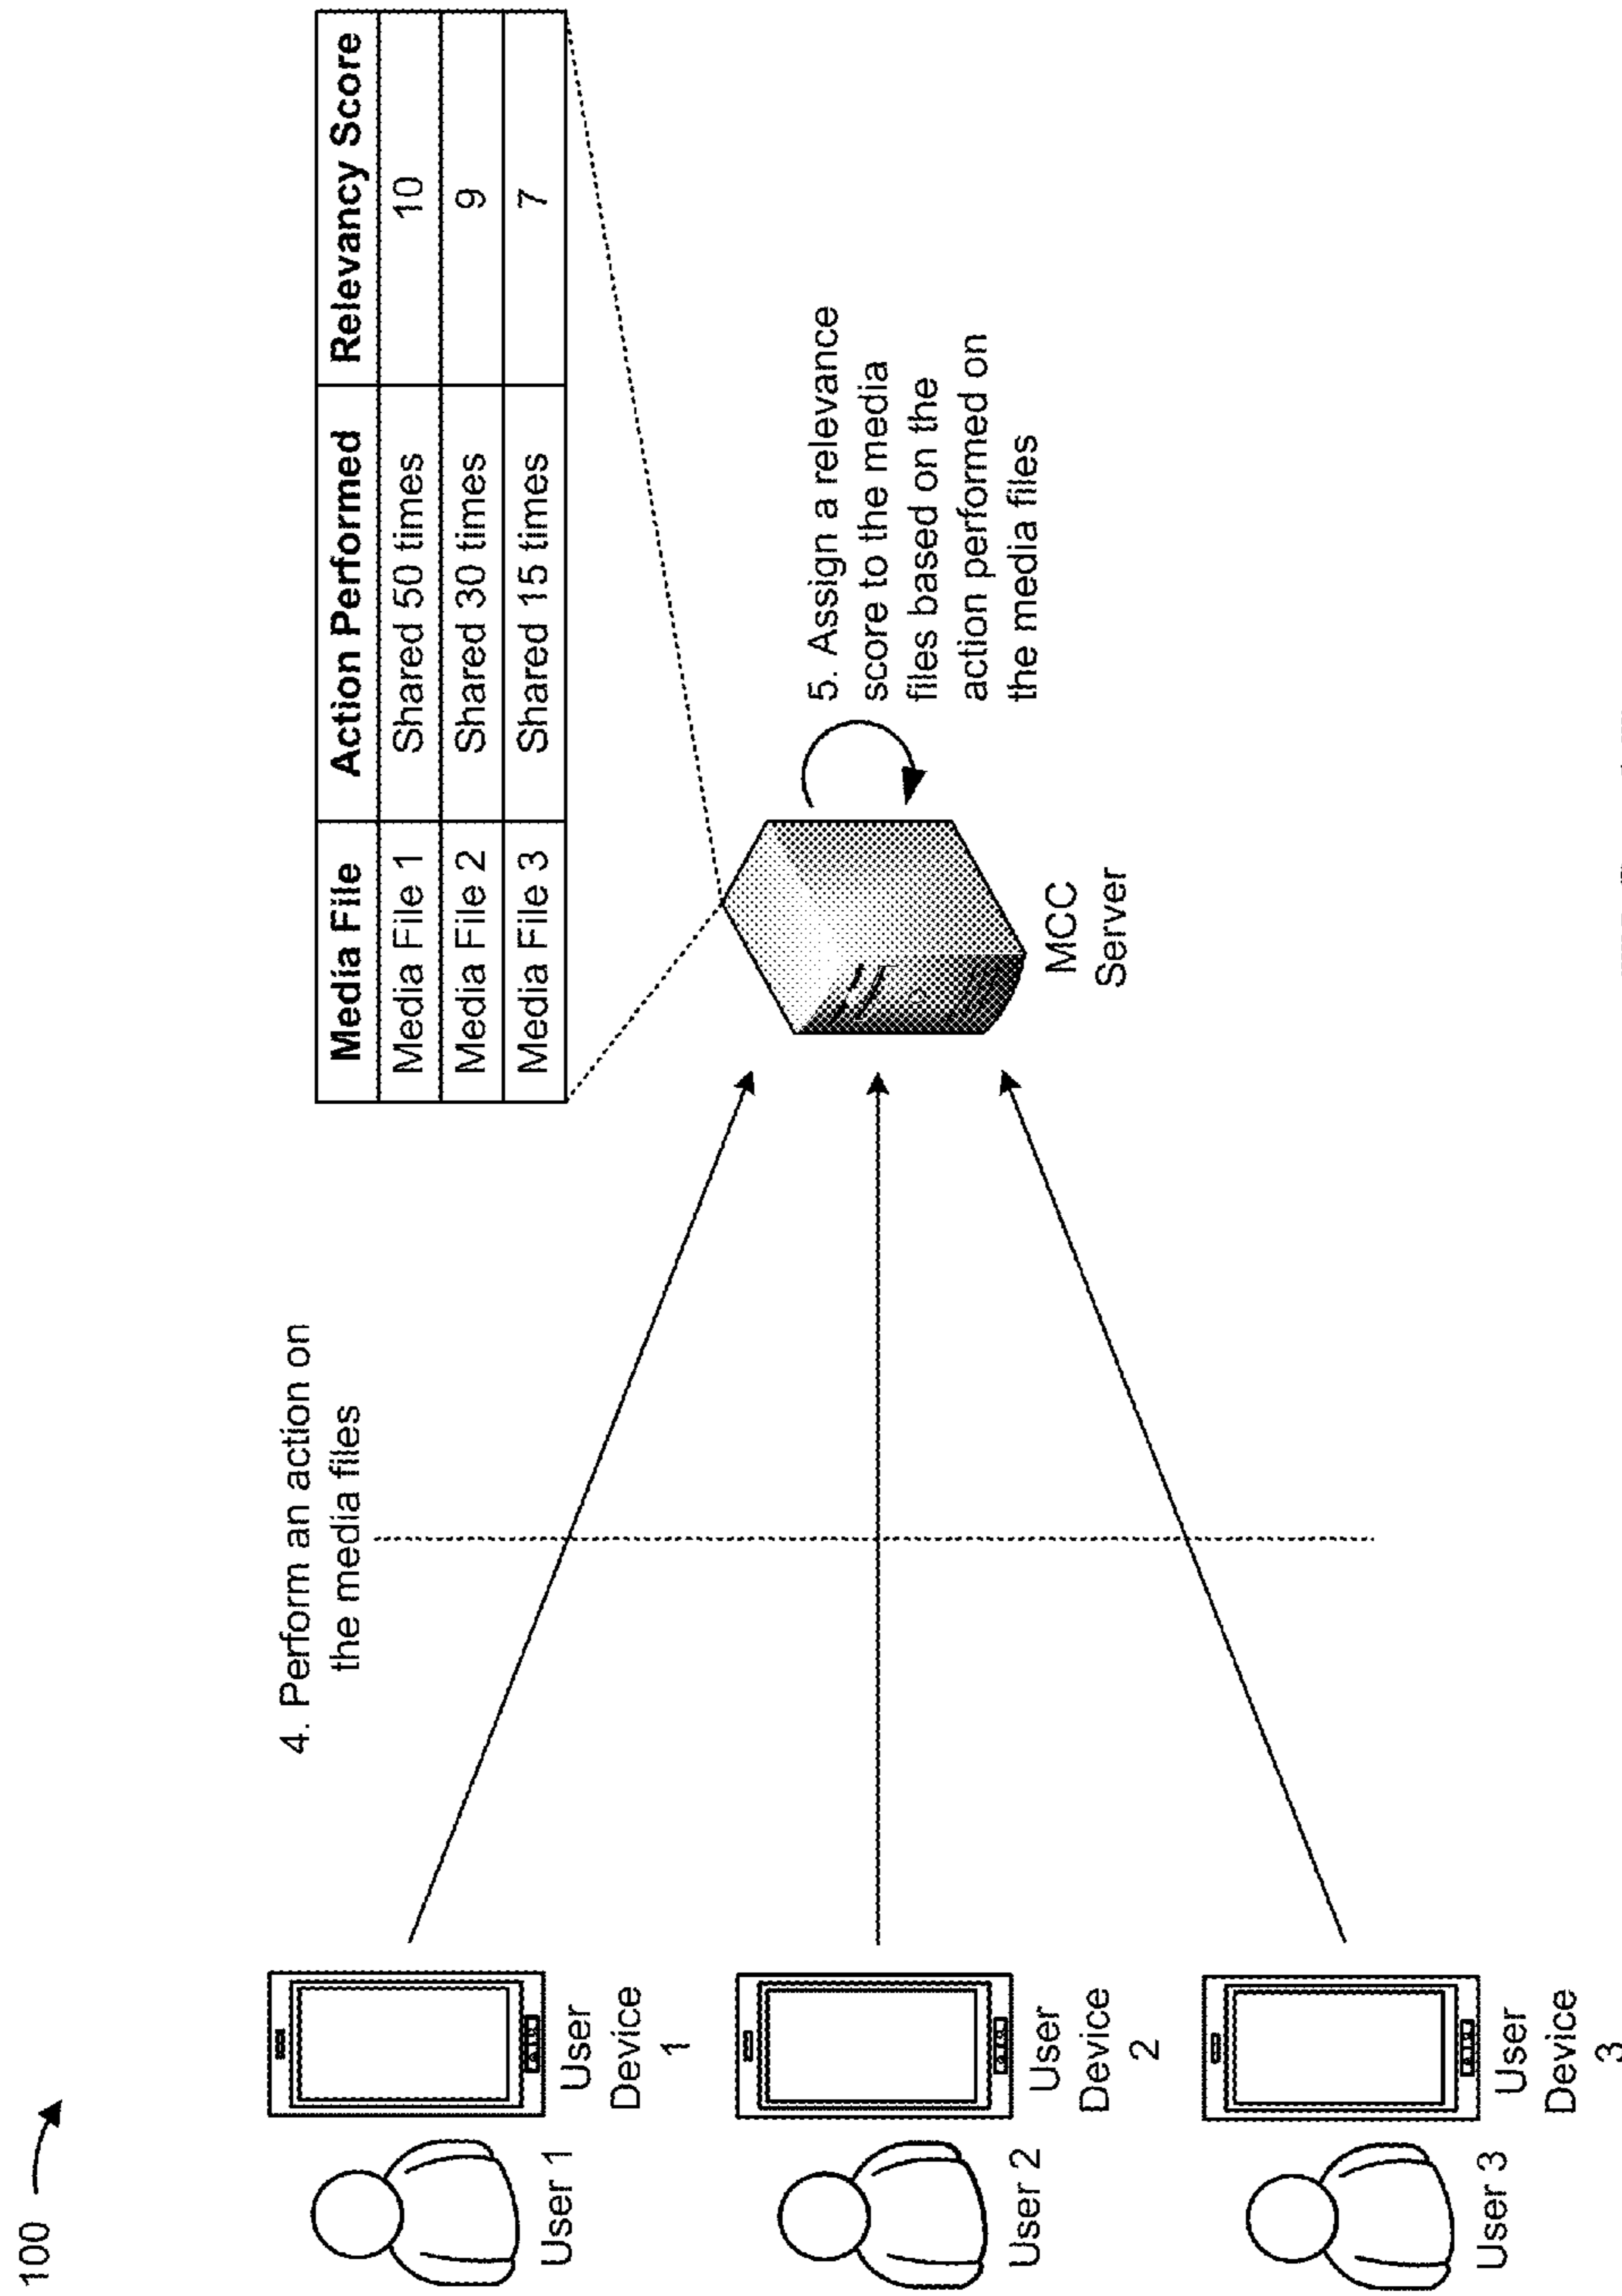 100
4. Perform an action on
the media files
Media File Action Performed Relevancy Score
Media File 1 Shared 50 times 10
Media File 2 Shared 30 times 9
Media File 3 Shared 15 times 7
User 1
User
Device
1
User 2
User
Device
2
User 3
User
Device
3
MCC
Server
5. Assign a relevance
score to the media
files based on the
action performed on
the media files